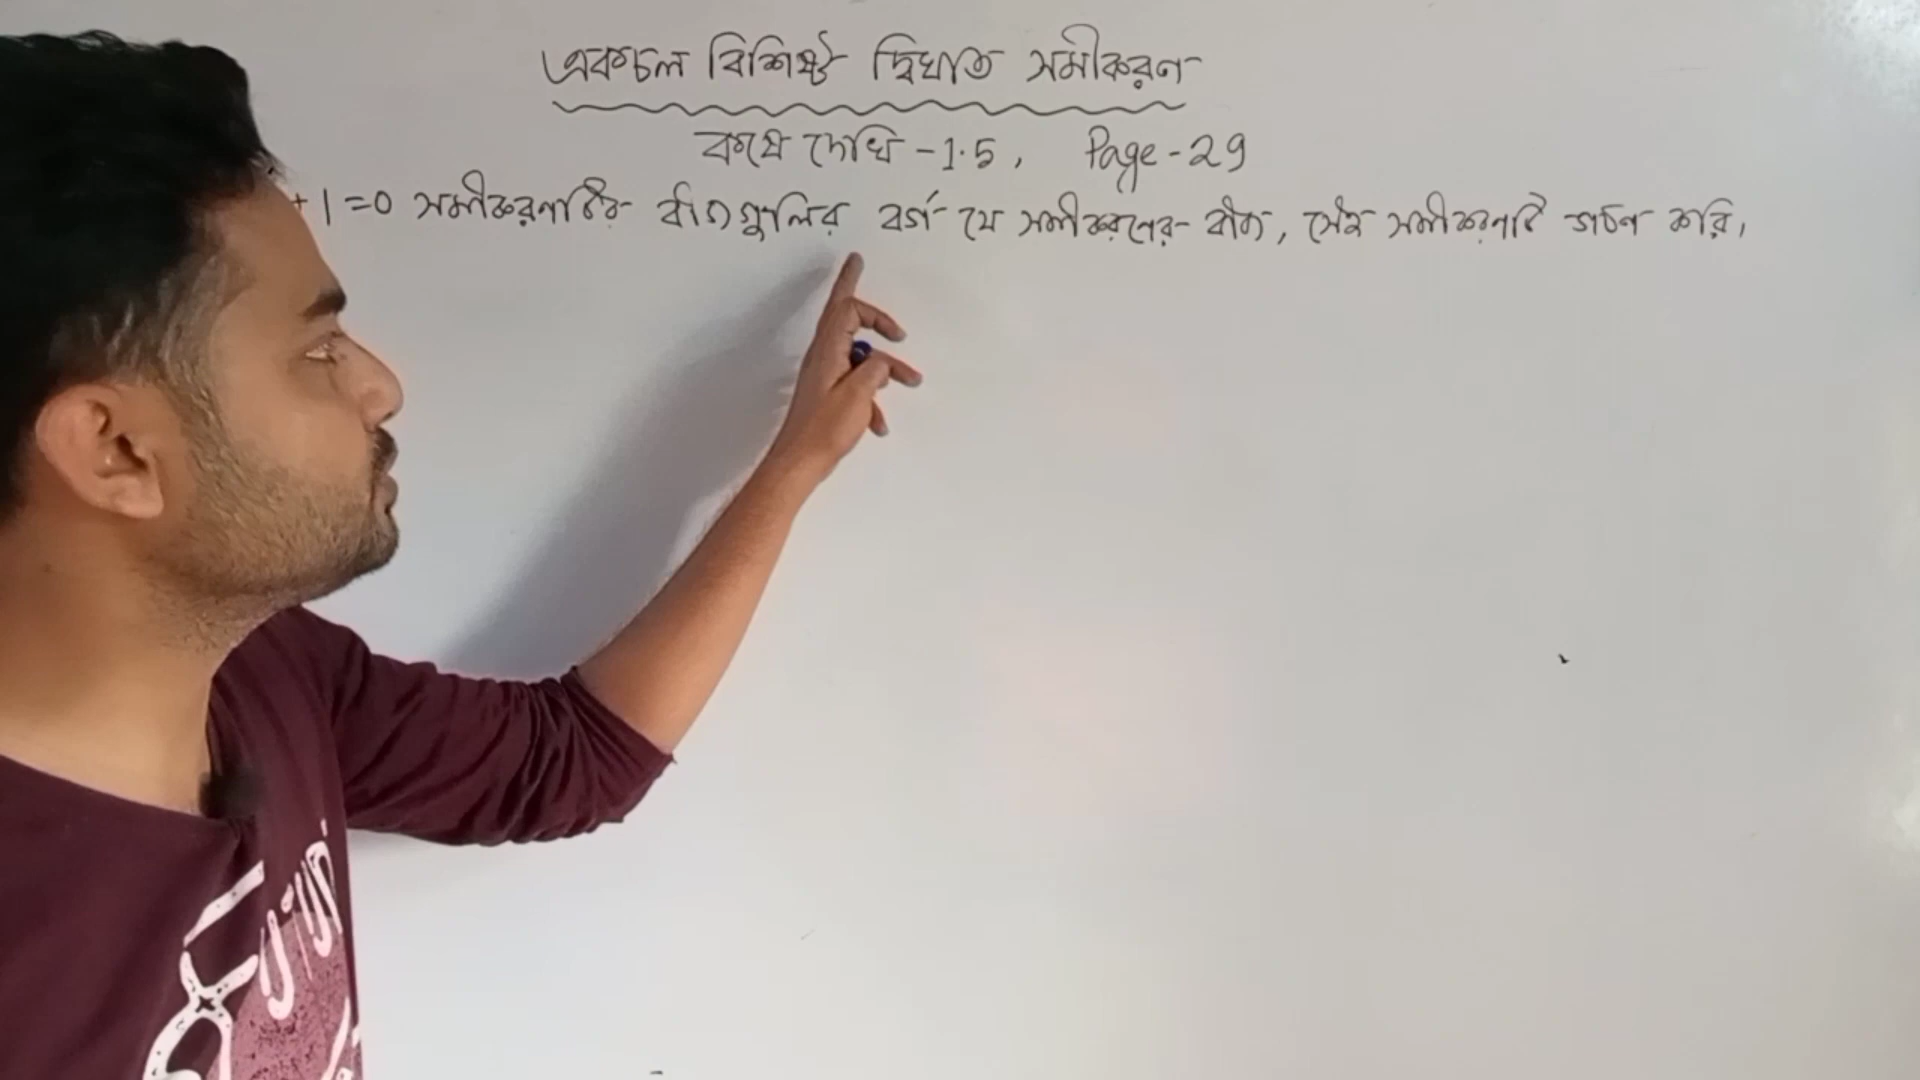 একচল বিশিষ্ট দ্বিঘাত সমীকরণ
কষে দেখি - 1.5, Page - 29
+ 1 = 0 সমীকরণটির বীজগুলির বর্গ যে সমীকরণের বীজ, সেই সমীকরণটি গঠন করি,